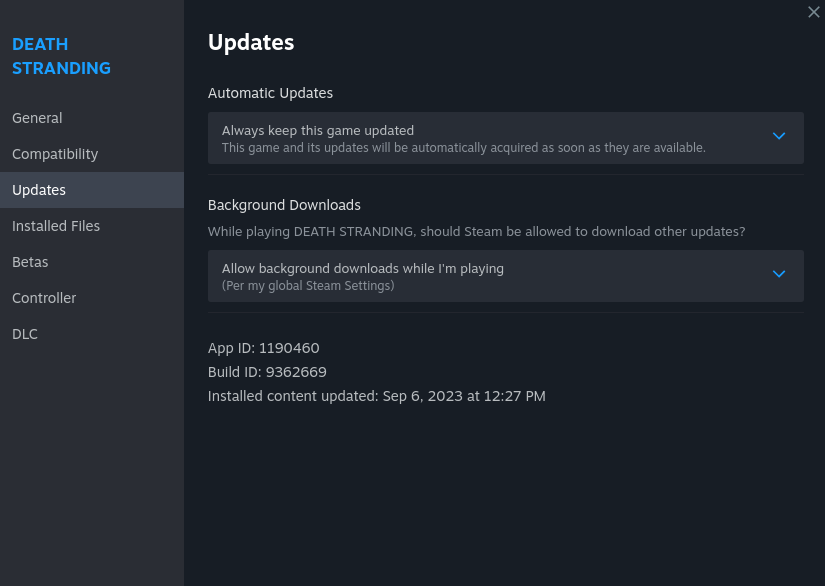 DEATH
STRANDING
General
Compatibility
Updates
Installed Files
Betas
Controller
DLC
Updates
Automatic Updates
Always keep this game updated
This game and its updates will be automatically acquired as soon as they are available.
Background Downloads
While playing DEATH STRANDING, should Steam be allowed to download other updates?
Allow background downloads while I'm playing
(Per my global Steam Settings)
App ID: 1190460
Build ID: 9362669
Installed content updated: Sep 6, 2023 at 12:27 PM